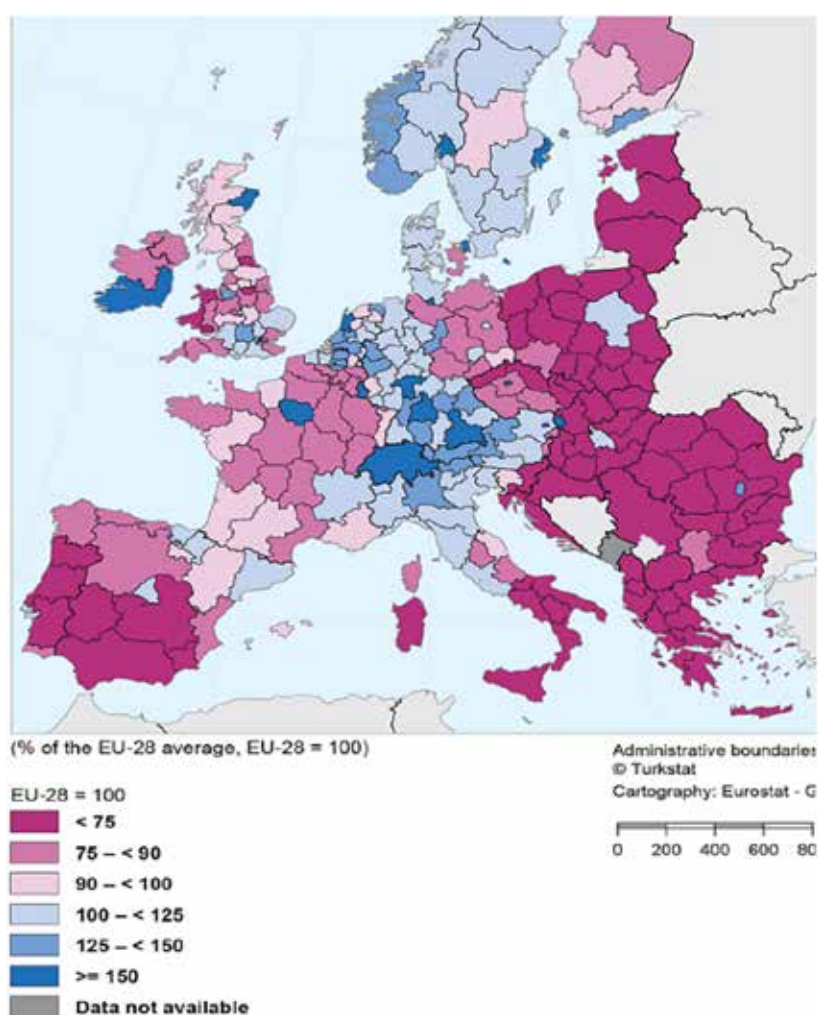 (% of the EU-28 average, EU-28 = 100)
Administrative boundaries
© Turkstat
Cartography: Eurostat - G
EU-28 = 100
< 75
75 – < 90
90 – < 100
100 – < 125
125 – < 150
>= 150
Data not available
0 200 400 600 80